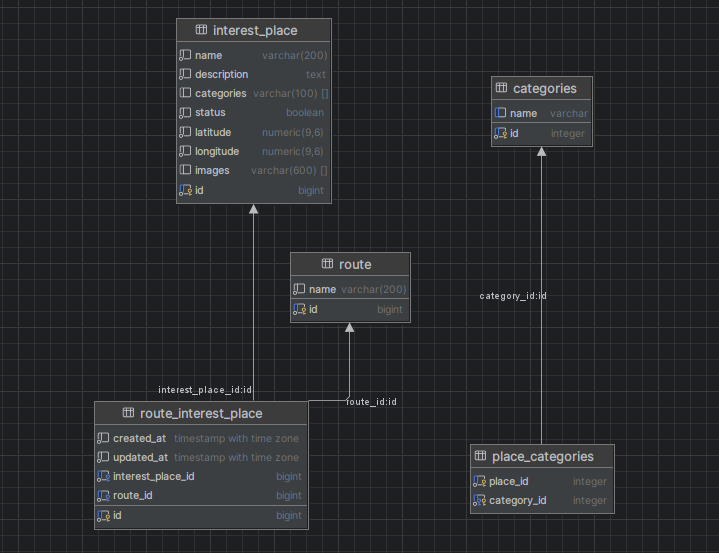 interest_place
name varchar(200)
description text
categories varchar(100) []
status boolean
latitude numeric(9,6)
longitude numeric(9,6)
images varchar(600) []
id bigint
categories
name varchar
id integer
route
name varchar(200)
id bigint
category_id:id
interest_place_id:id
route_id:id
route_interest_place
created_at timestamp with time zone
updated_at timestamp with time zone
interest_place_id bigint
route_id bigint
id bigint
place_categories
place_id integer
category_id integer